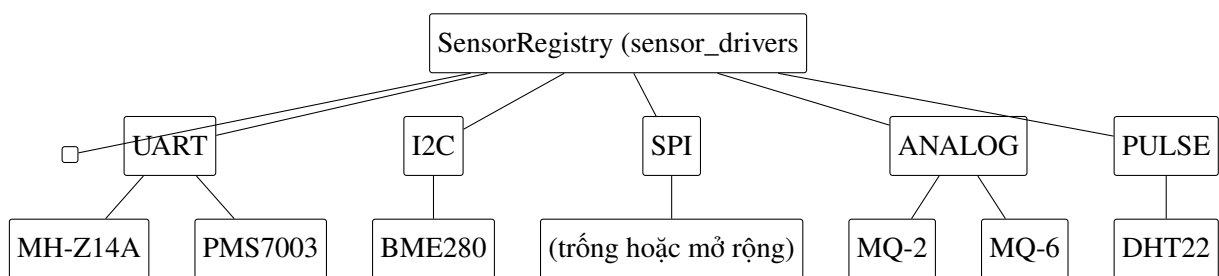 SensorRegistry (sensor_drivers
UART
I2C
SPI
ANALOG
PULSE
MH-Z14A
PMS7003
BME280
(trống hoặc mở rộng)
MQ-2
MQ-6
DHT22